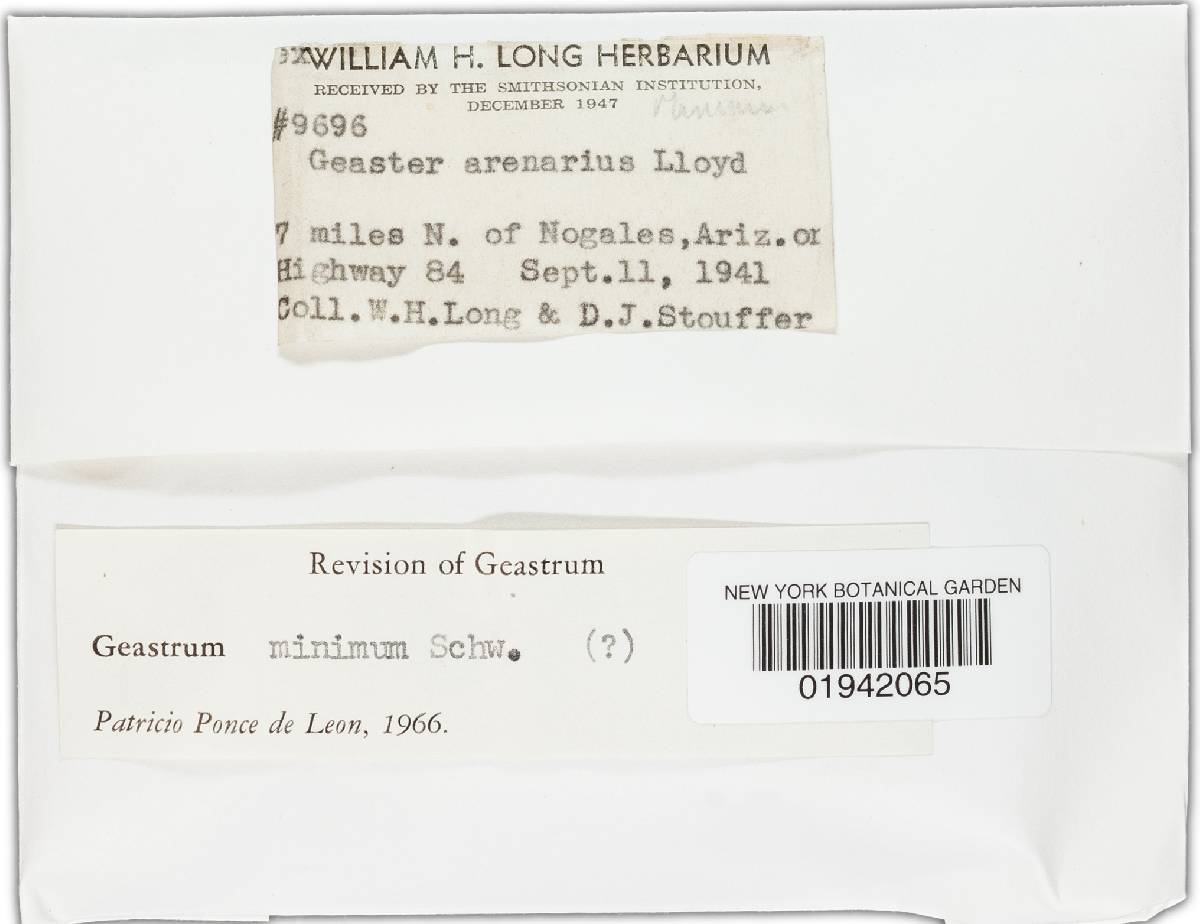 EX WILLIAM H. LONG HERBARIUM
RECEIVED BY THE SMITHSONIAN INSTITUTION,
DECEMBER 1947
#9696
Geaster arenarius Lloyd
7 miles N. of Nogales,Ariz.on
Highway 84 Sept.11, 1941
Coll.W.H.Long & D.J.Stouffer
Revision of Geastrum
Geastrum minimum Schw. (?)
Patricio Ponce de Leon, 1966.
NEW YORK BOTANICAL GARDEN
01942065